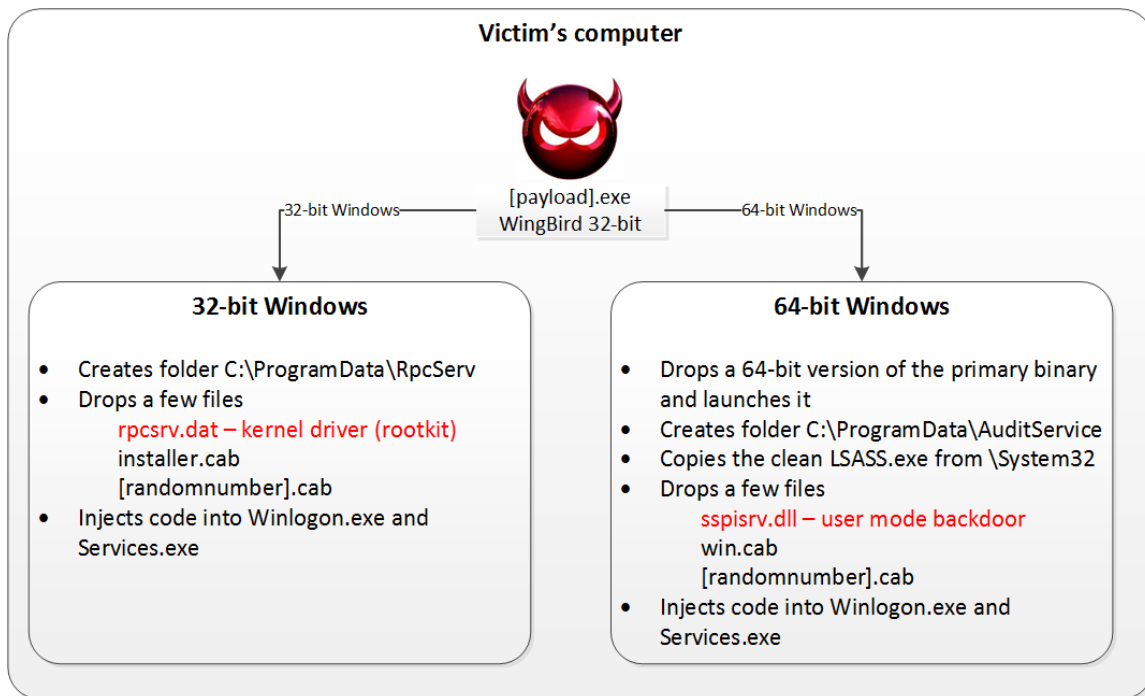 Victim's computer
[payload].exe
WingBird 32-bit
32-bit Windows
64-bit Windows
32-bit Windows
• Creates folder C:\ProgramData\RpcServ
• Drops a few files
rpcsrv.dat – kernel driver (rootkit)
installer.cab
[randomnumber].cab
• Injects code into Winlogon.exe and
Services.exe
64-bit Windows
• Drops a 64-bit version of the primary binary
and launches it
• Creates folder C:\ProgramData\AuditService
• Copies the clean LSASS.exe from \System32
• Drops a few files
sspisrv.dll – user mode backdoor
win.cab
[randomnumber].cab
• Injects code into Winlogon.exe and
Services.exe